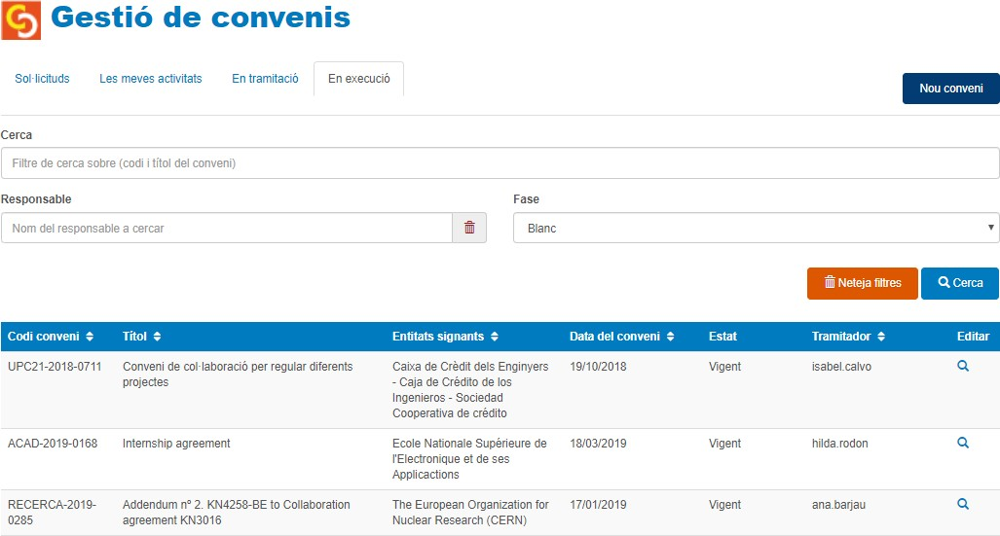 Gestió de convenis
Sol·licituds Les meves activitats En tramitació En execució
Nou conveni
Cerca
Filtre de cerca sobre (codi i títol del conveni)
Responsable Fase
Nom del responsable a cercar Blanc
Neteja filtres Cerca
Codi conveni Títol Entitats signants Data del conveni Estat Tramitador Editar
UPC21-2018-0711 Conveni de col·laboració per regular diferents Caixa de Crèdit dels Enginyers 19/10/2018 Vigent isabel.calvo
projectes - Caja de Crédito de los
Ingenieros - Sociedad
Cooperativa de crédito
ACAD-2019-0168 Internship agreement Ecole Nationale Supérieure de 18/03/2019 Vigent hilda.rodon
l'Electronique et de ses
Applicactions
RECERCA-2019- Addendum nº 2. KN4258-BE to Collaboration The European Organization for 17/01/2019 Vigent ana.barjau
0285 agreement KN3016 Nuclear Research (CERN)